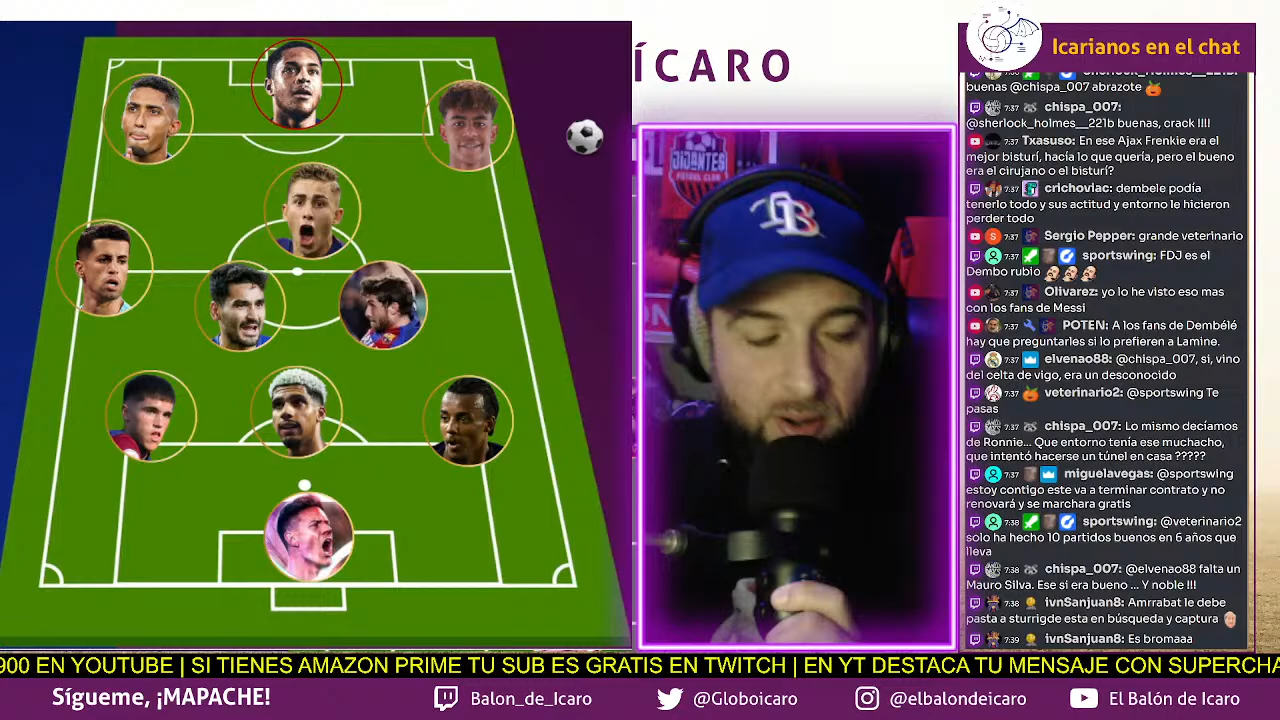 ÍCARO
GIGANTES
FÚTBOL CLUB
TB
Icarianos en el chat
buenas @chispa_007 abrazote
7:37 chispa_007:
@sherlock_holmes__221b buenas, crack !!!!
7:37 Txasuso: En ese Ajax Frenkie era el
mejor bisturí, hacía lo que quería, pero el bueno
era el cirujano o el bisturí?
7:37 crichoviac: dembele podía
tenerlo todo y sus actitud y entorno le hicieron
perder todo
S 7:37 Sergio Pepper: grande veterinario
7:37 sportswing: FDJ es el
Dembo rubio
7:37 Olivarez: yo lo he visto eso mas
con los fans de Messi
7:37 POTEN: A los fans de Dembélé
hay que preguntarles si lo prefieren a Lamine.
7:37 elvenao88: @chispa_007, si, vino
del celta de vigo, era un desconocido
7:37 veterinario2: @sportswing Te
pasas
7:37 chispa_007: Lo mismo decíamos
de Ronnie... Que entorno tenía ese muchacho,
que intentó hacerse un túnel en casa ?????
7:37 miguelavegas: @sportswing
estoy contigo este va a terminar contrato y no
renovará y se marchara gratis
7:38 sportswing: @veterinario2
solo ha hecho 10 partidos buenos en 6 años que
lleva
7:38 chispa_007: @elvenao88 falta un
Mauro Silva. Ese si era bueno ... Y noble !!!
7:38 ivnSanjuan8: Amrrabat le debe
pasta a sturrigde esta en búsqueda y captura
7:39 ivnSanjuan8: Es bromaaa
900 EN YOUTUBE | SI TIENES AMAZON PRIME TU SUB ES GRATIS EN TWITCH | EN YT DESTACA TU MENSAJE CON SUPERCHA
Sígueme, ¡MAPACHE!
Balon_de_Icaro
@Globoicaro
@elbalondeicaro
El Balón de Icaro